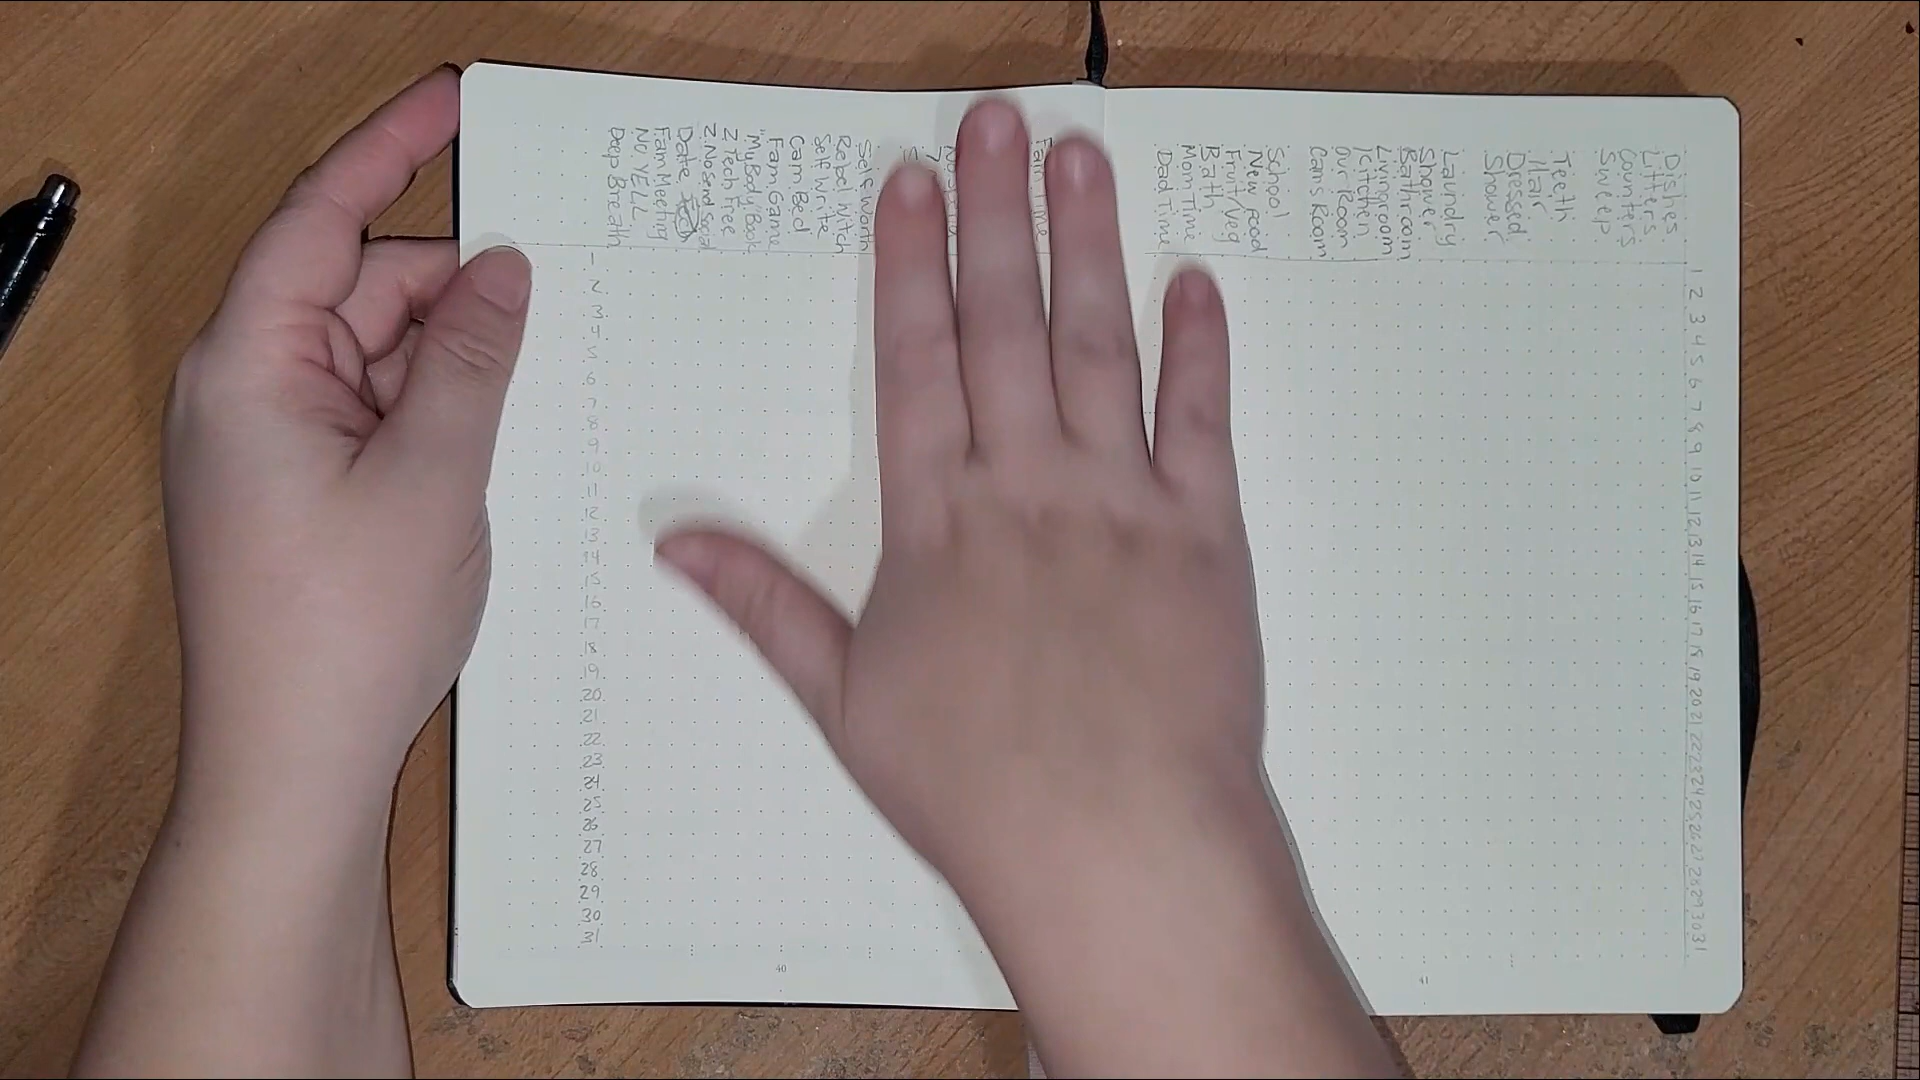 Deep Breath
No YELL
Fam. Meeting
Date
2 No Send Social
2 Tech Free
"My Body" Book
Fam. Game
Cam Bed
Self Write
Rebel Witch
Self Worth
Fam Time
1
2
3
4
5
6
7
8
9
10
11
12
13
14
15
16
17
18
19
20
21
22
23
24
25
26
27
28
29
30
31
40
Dad Time
Mom Time
Bath
Fruit/Veg
New Food
School
Cam's Room
Our Room
Kitchen
Livingroom
Bathroom
Shower
Laundry
Shower
Dressed
Hair
Teeth
Sweep
Counters
Litters
Dishes
1
2
3
4
5
6
7
8
9
10
11
12
13
14
15
16
17
18
19
20
21
22
23
24
25
26
27
28
29
30
31